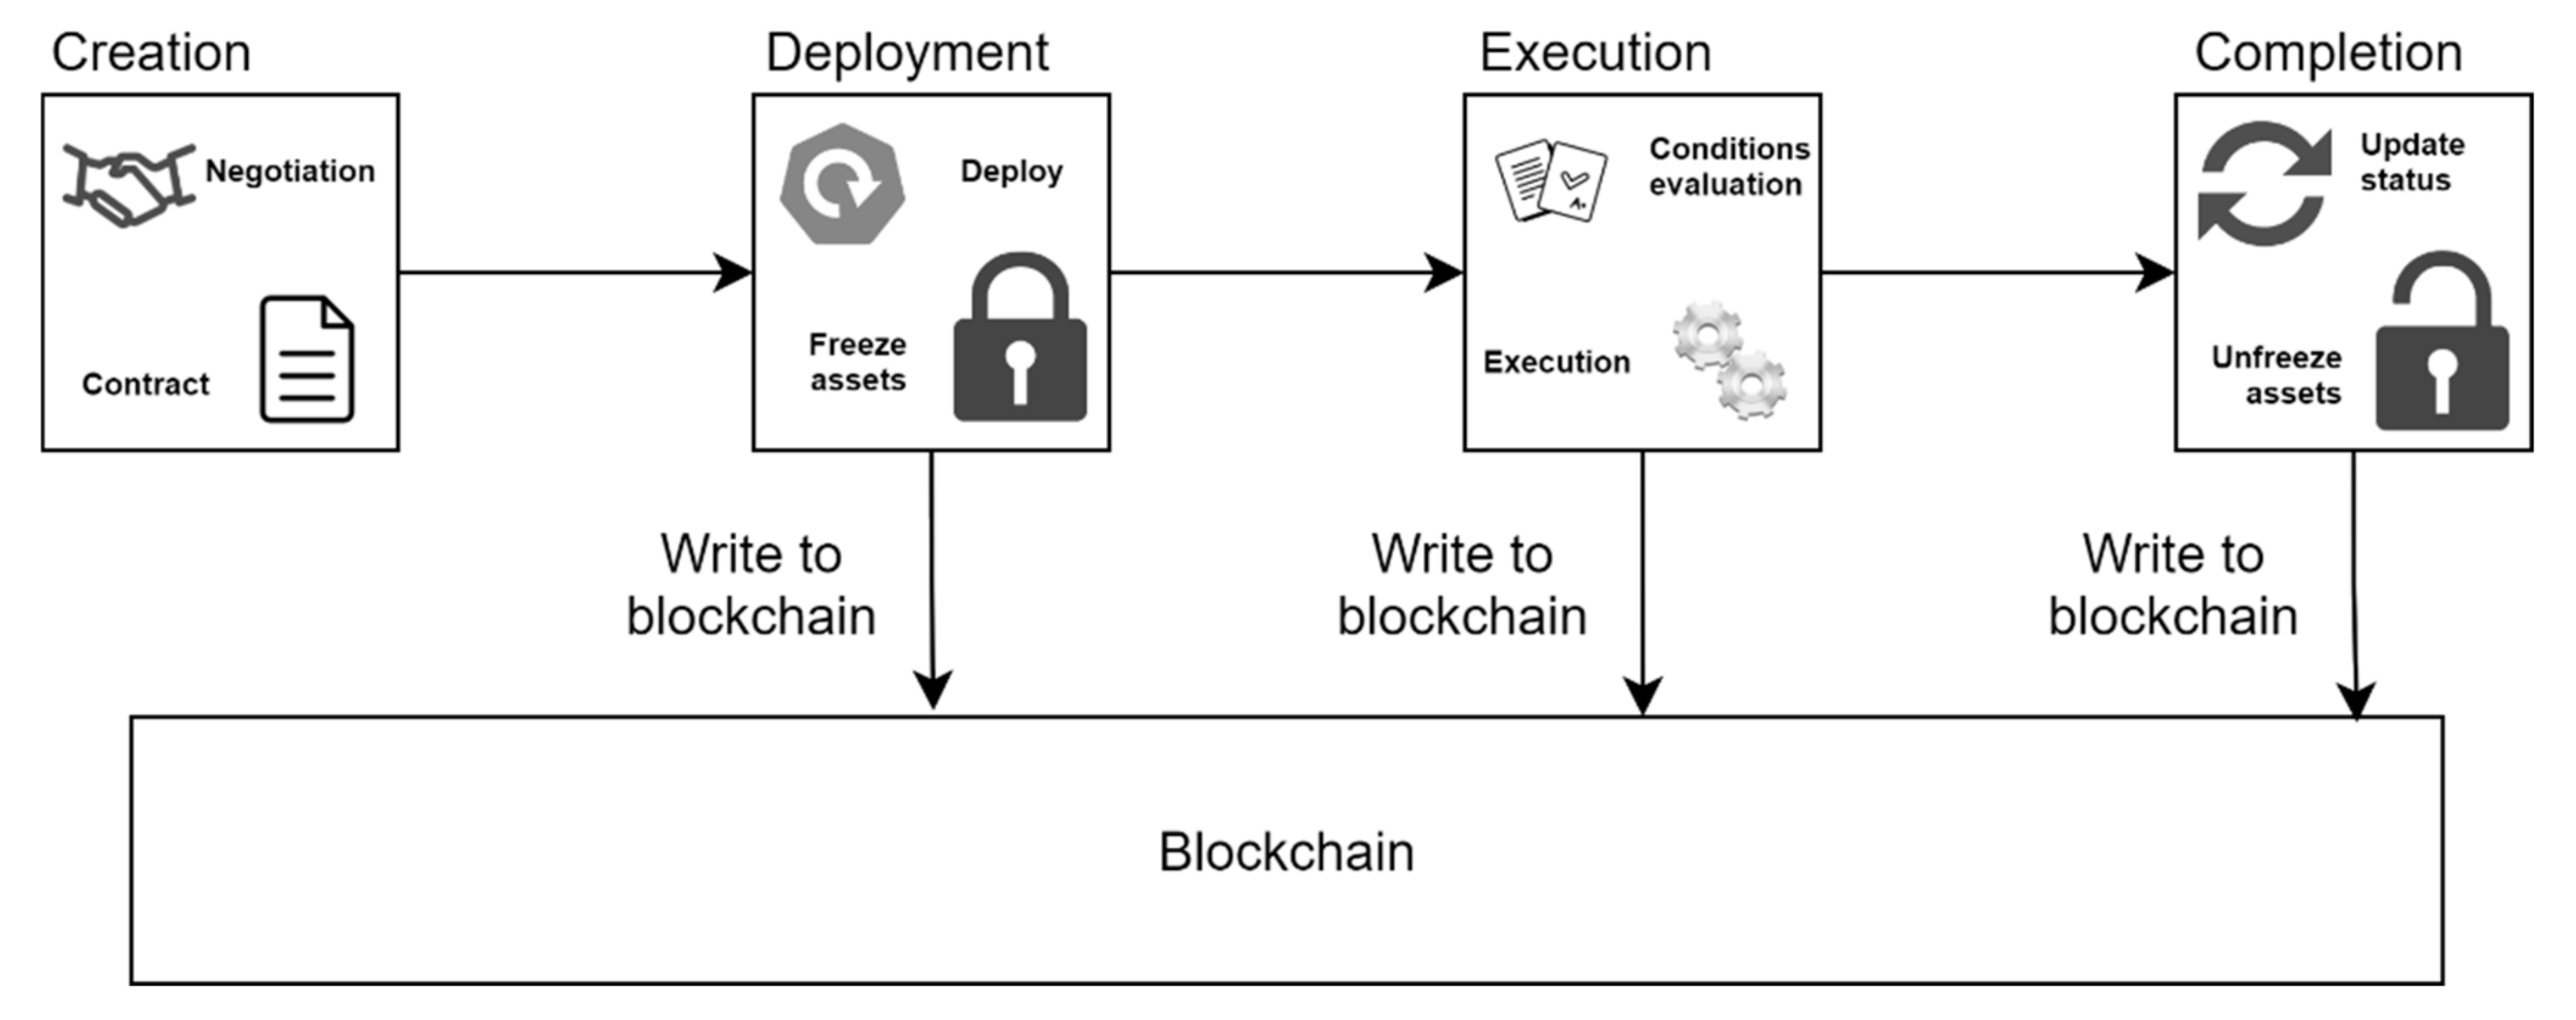 Creation
Negotiation
Contract
Deployment
Deploy
Freeze
assets
Execution
Conditions
evaluation
A+
Execution
Completion
Update
status
Unfreeze
assets
Write to
blockchain
Write to
blockchain
Write to
blockchain
Blockchain